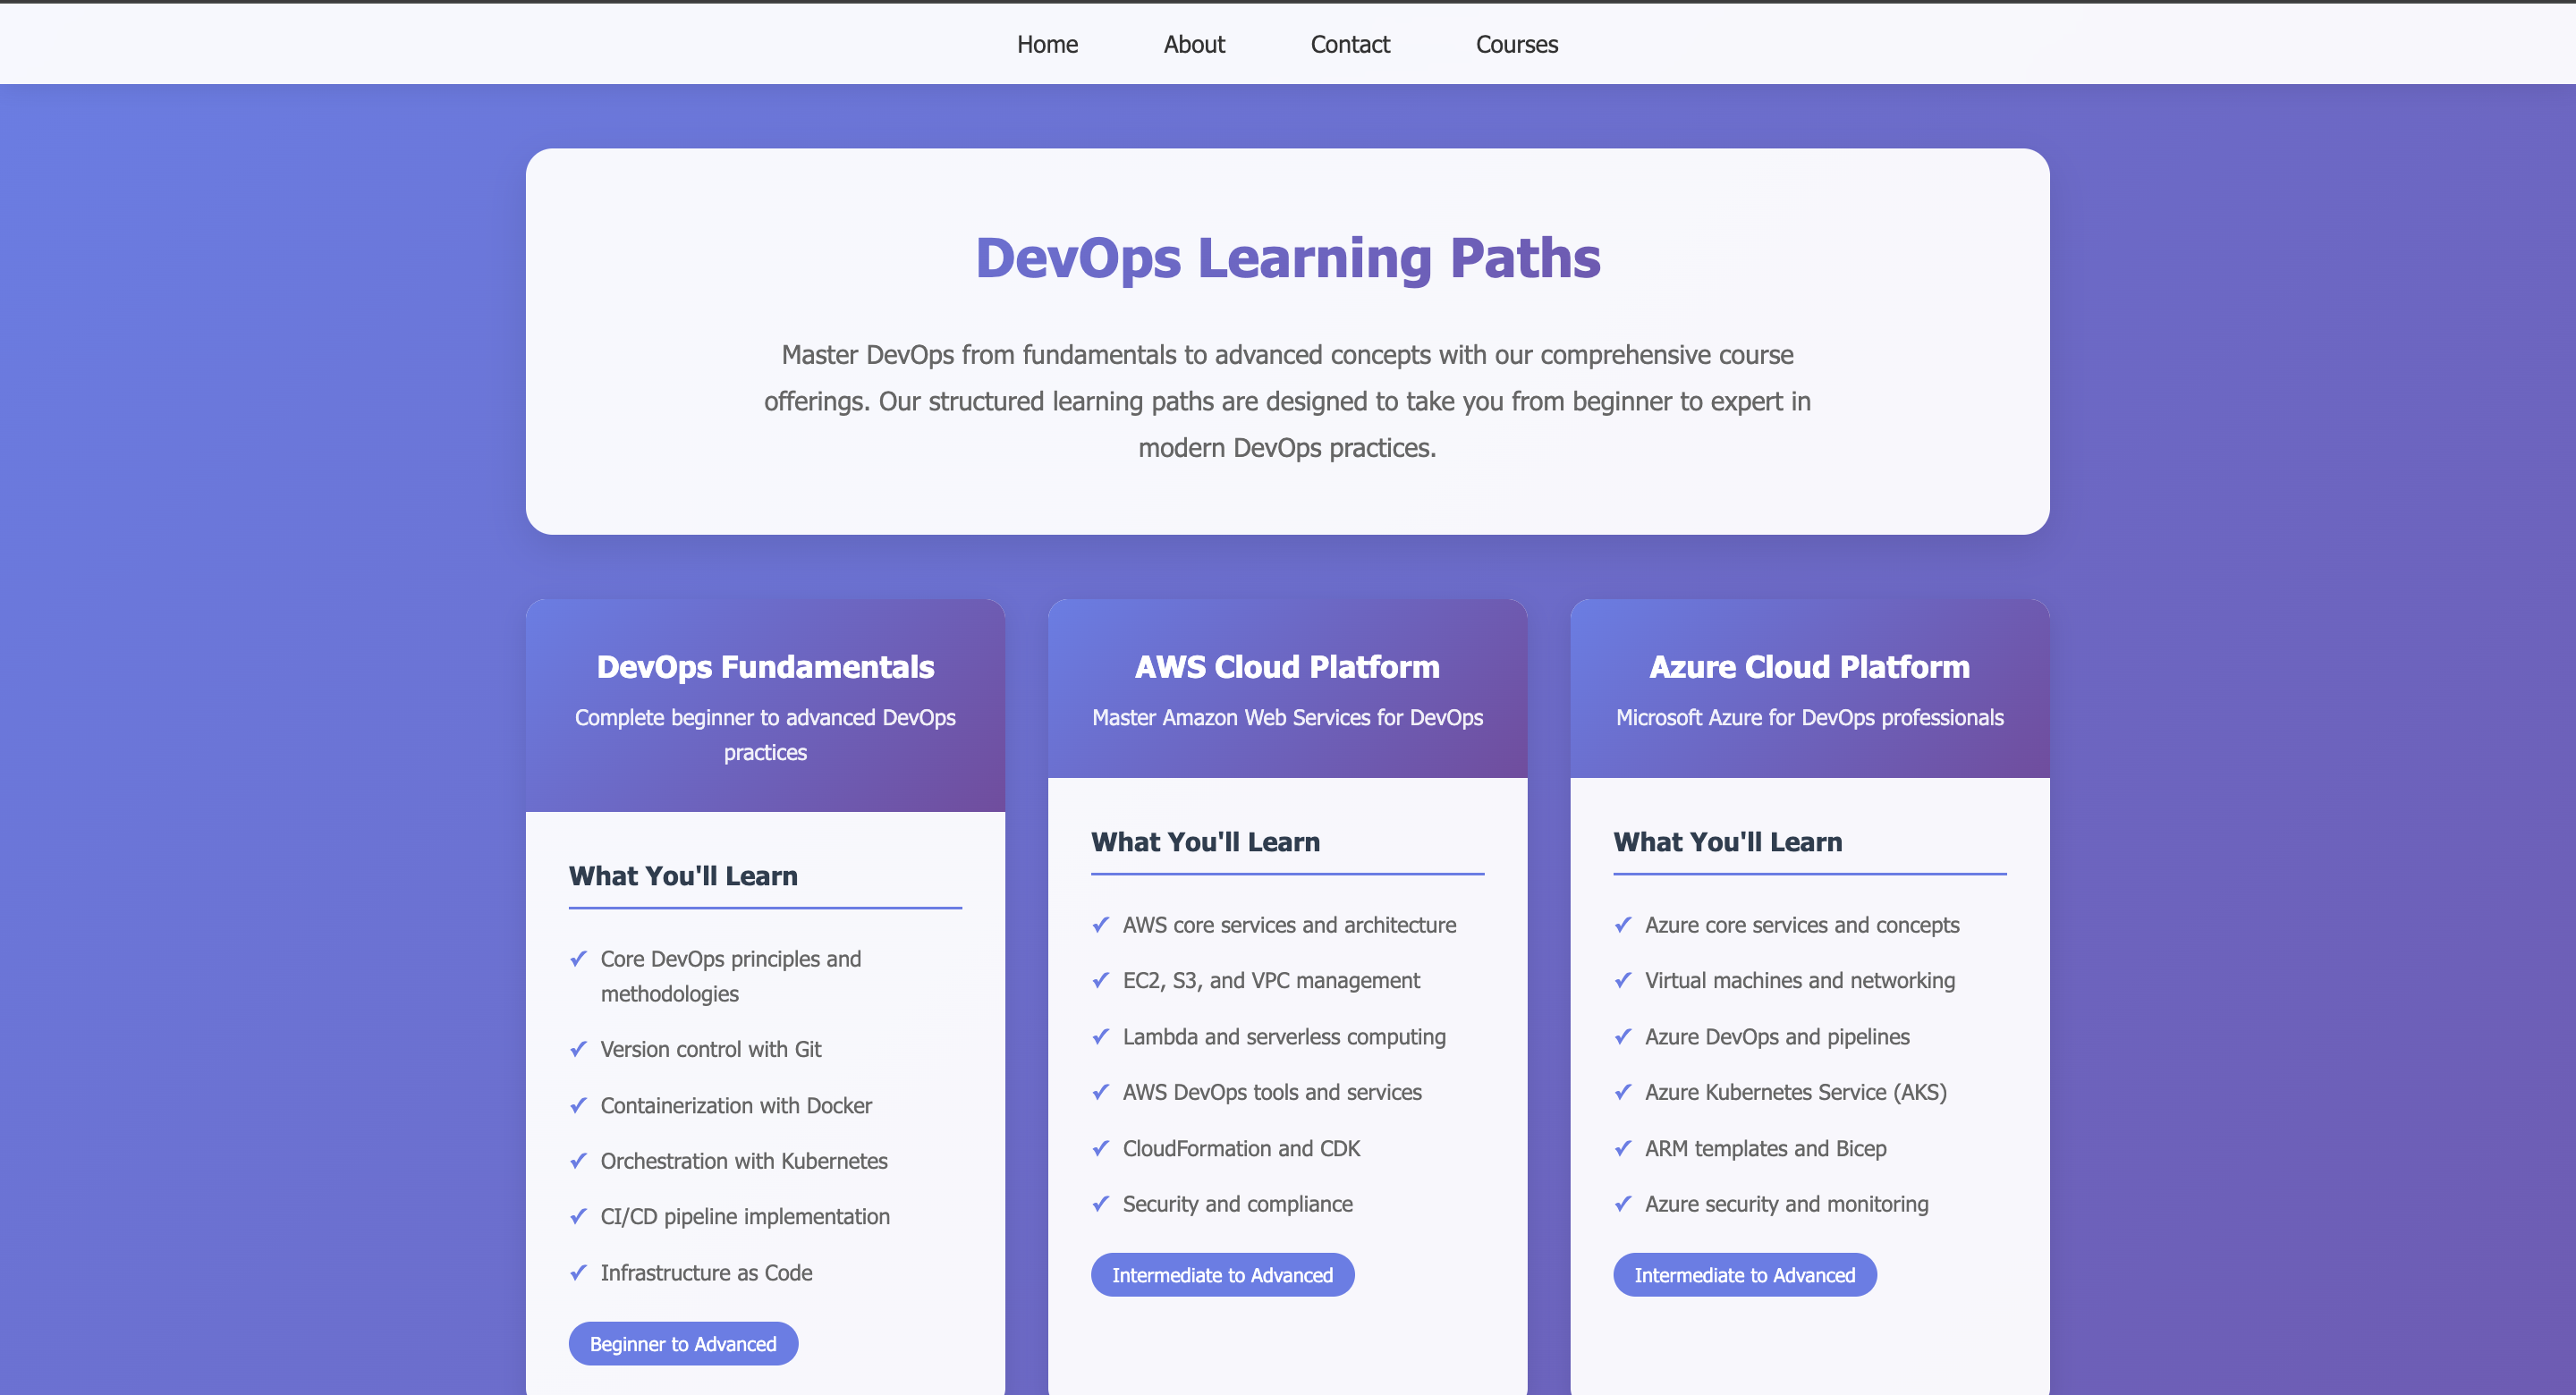 Home
About
Contact
Courses
DevOps Learning Paths
Master DevOps from fundamentals to advanced concepts with our comprehensive course
offerings. Our structured learning paths are designed to take you from beginner to expert in
modern DevOps practices.
DevOps Fundamentals
Complete beginner to advanced DevOps
practices
What You'll Learn
✓ Core DevOps principles and
methodologies
✓ Version control with Git
✓ Containerization with Docker
✓ Orchestration with Kubernetes
✓ CI/CD pipeline implementation
✓ Infrastructure as Code
Beginner to Advanced
AWS Cloud Platform
Master Amazon Web Services for DevOps
What You'll Learn
✓ AWS core services and architecture
✓ EC2, S3, and VPC management
✓ Lambda and serverless computing
✓ AWS DevOps tools and services
✓ CloudFormation and CDK
✓ Security and compliance
Intermediate to Advanced
Azure Cloud Platform
Microsoft Azure for DevOps professionals
What You'll Learn
✓ Azure core services and concepts
✓ Virtual machines and networking
✓ Azure DevOps and pipelines
✓ Azure Kubernetes Service (AKS)
✓ ARM templates and Bicep
✓ Azure security and monitoring
Intermediate to Advanced